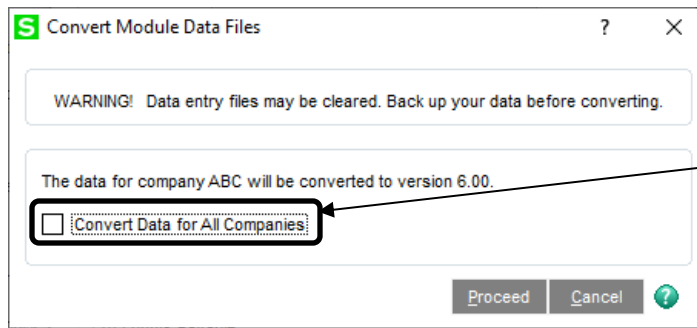 S Convert Module Data Files ? X
WARNING! Data entry files may be cleared. Back up your data before converting.
The data for company ABC will be converted to version 6.00.
Convert Data for All Companies
Proceed Cancel ?